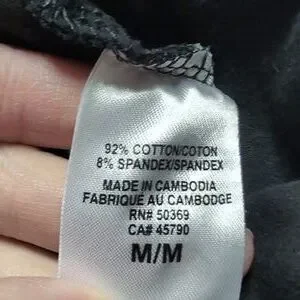 92% COTTON/COTON
8% SPANDEX/SPANDEX
MADE IN CAMBODIA
FABRIQUE AU CAMBODGE
RN# 50369
CA# 45790
M/M